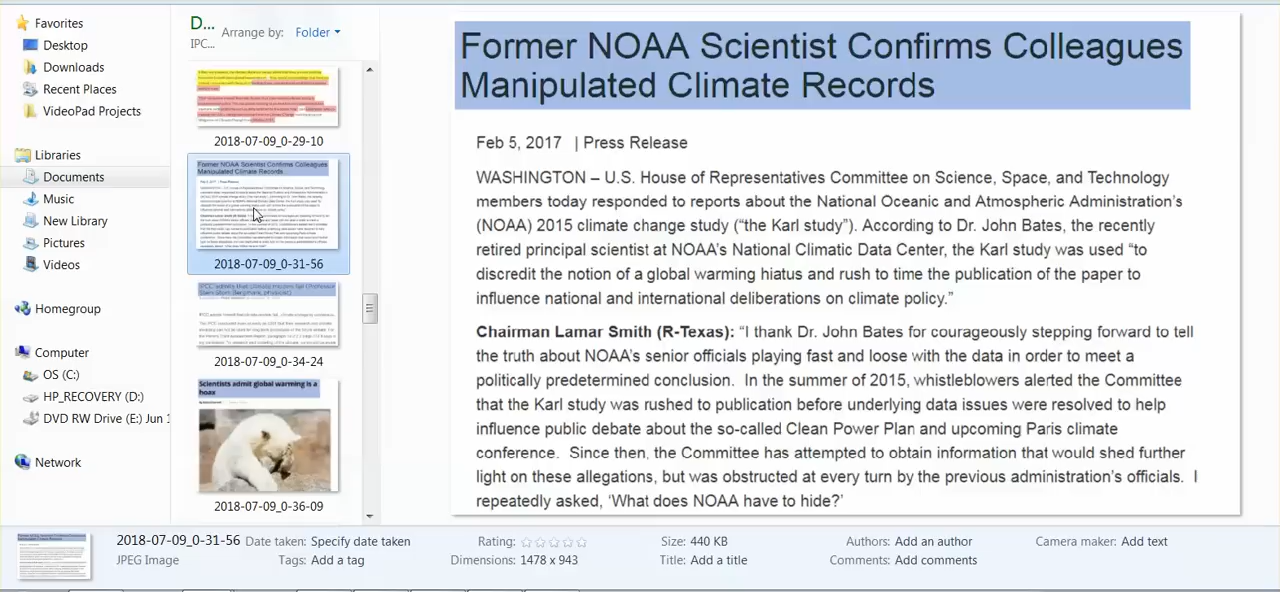 Favorites
Desktop
Downloads
Recent Places
VideoPad Projects
Libraries
Documents
Music
New Library
Pictures
Videos
Homegroup
Computer
OS (C:)
HP_RECOVERY (D:)
DVD RW Drive (E:) Jun 1
Network
D...
IPC...
Arrange by: Folder
2018-07-09_0-29-10
Former NOAA Scientist Confirms Colleagues
Manipulated Climate Records
2018-07-09_0-31-56
IPCC admits that climate models fail (Professor
2018-07-09_0-34-24
Scientists admit global warming is a
hoax
2018-07-09_0-36-09
Former NOAA Scientist Confirms Colleagues
Manipulated Climate Records
Feb 5, 2017 | Press Release
WASHINGTON – U.S. House of Representatives Committee on Science, Space, and Technology
members today responded to reports about the National Oceanic and Atmospheric Administration's
(NOAA) 2015 climate change study ("the Karl study"). According to Dr. John Bates, the recently
retired principal scientist at NOAA's National Climatic Data Center, the Karl study was used "to
discredit the notion of a global warming hiatus and rush to time the publication of the paper to
influence national and international deliberations on climate policy."
Chairman Lamar Smith (R-Texas): "I thank Dr. John Bates for courageously stepping forward to tell
the truth about NOAA's senior officials playing fast and loose with the data in order to meet a
politically predetermined conclusion. In the summer of 2015, whistleblowers alerted the Committee
that the Karl study was rushed to publication before underlying data issues were resolved to help
influence public debate about the so-called Clean Power Plan and upcoming Paris climate
conference. Since then, the Committee has attempted to obtain information that would shed further
light on these allegations, but was obstructed at every turn by the previous administration's officials. I
repeatedly asked, 'What does NOAA have to hide?'
2018-07-09_0-31-56 Date taken: Specify date taken Rating: Size: 440 KB Authors: Add an author Camera maker: Add text
JPEG Image Tags: Add a tag Dimensions: 1478 x 943 Title: Add a title Comments: Add comments